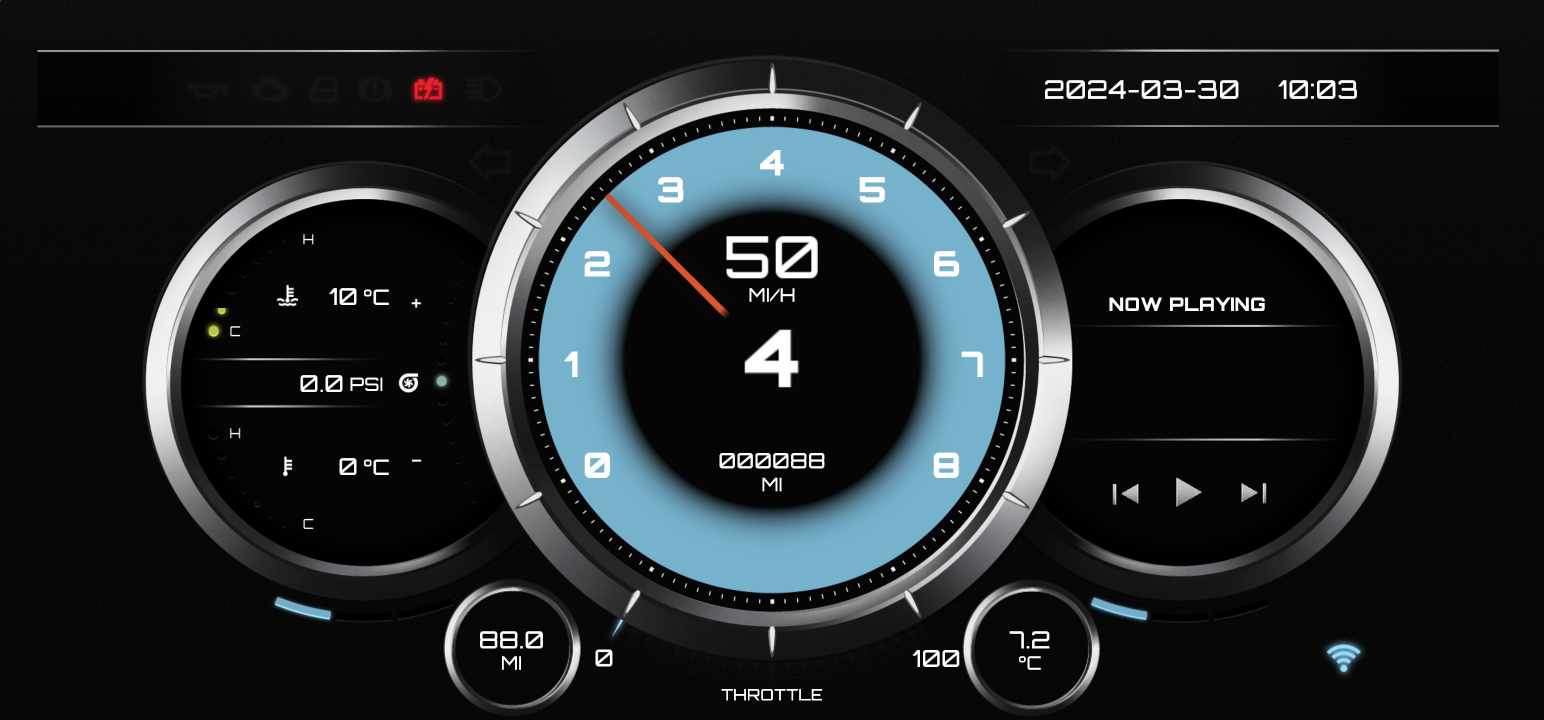 2024-03-30 10:03
H
10 °C +
C
0.0 PSI
H
0 °C -
C
0
1
2
3
4
5
6
7
8
50
MI/H
4
000088
MI
NOW PLAYING
88.0
MI
0
THROTTLE
100
7.2
°C